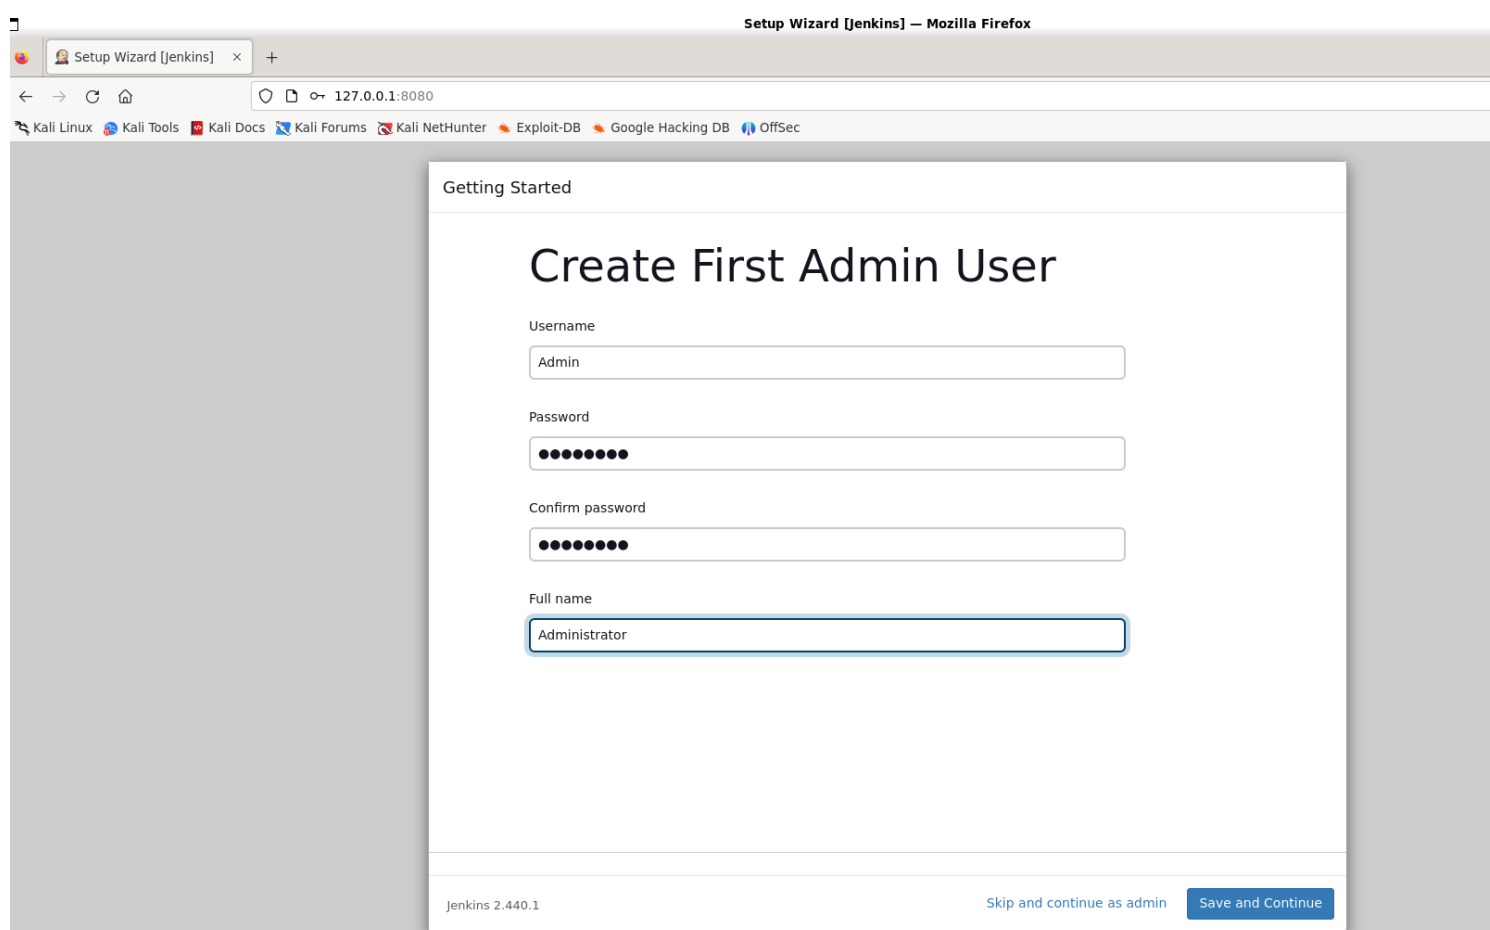 Setup Wizard [Jenkins] — Mozilla Firefox
Setup Wizard [Jenkins]
127.0.0.1:8080
Kali Linux Kali Tools Kali Docs Kali Forums Kali NetHunter Exploit-DB Google Hacking DB OffSec
Getting Started
Create First Admin User
Username
Admin
Password
●●●●●●●●
Confirm password
●●●●●●●●
Full name
Administrator
Jenkins 2.440.1 Skip and continue as admin Save and Continue